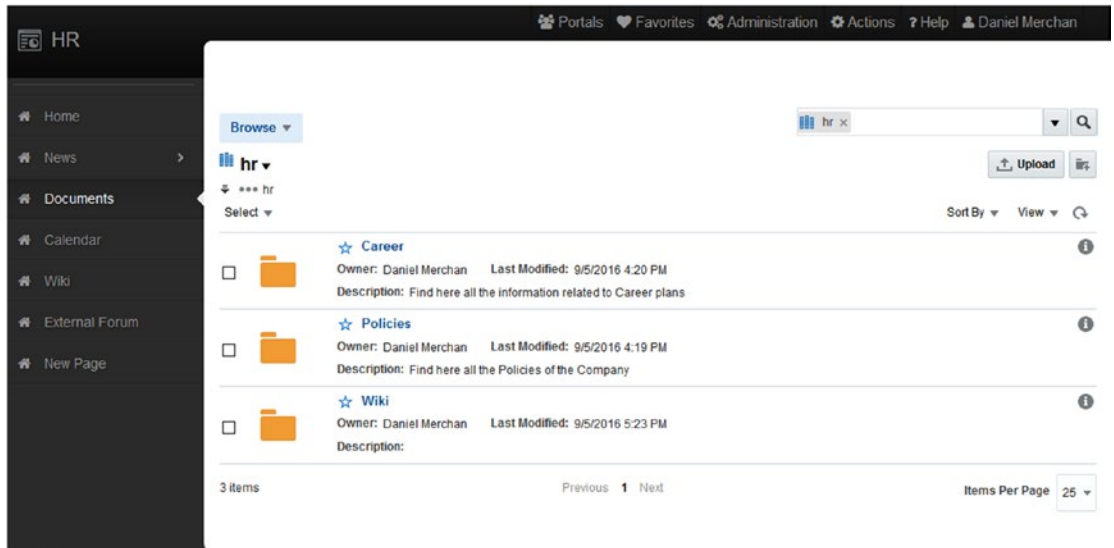 HR
Portals Favorites Administration Actions ? Help Daniel Merchan
Home
News
Documents
Calendar
Wiki
External Forum
New Page
Browse
hr ×
hr
Upload
••• hr
Select
Sort By View
Career
Owner: Daniel Merchan Last Modified: 9/5/2016 4:20 PM
Description: Find here all the information related to Career plans
Policies
Owner: Daniel Merchan Last Modified: 9/5/2016 4:19 PM
Description: Find here all the Policies of the Company
Wiki
Owner: Daniel Merchan Last Modified: 9/5/2016 5:23 PM
Description:
3 items
Previous 1 Next
Items Per Page 25